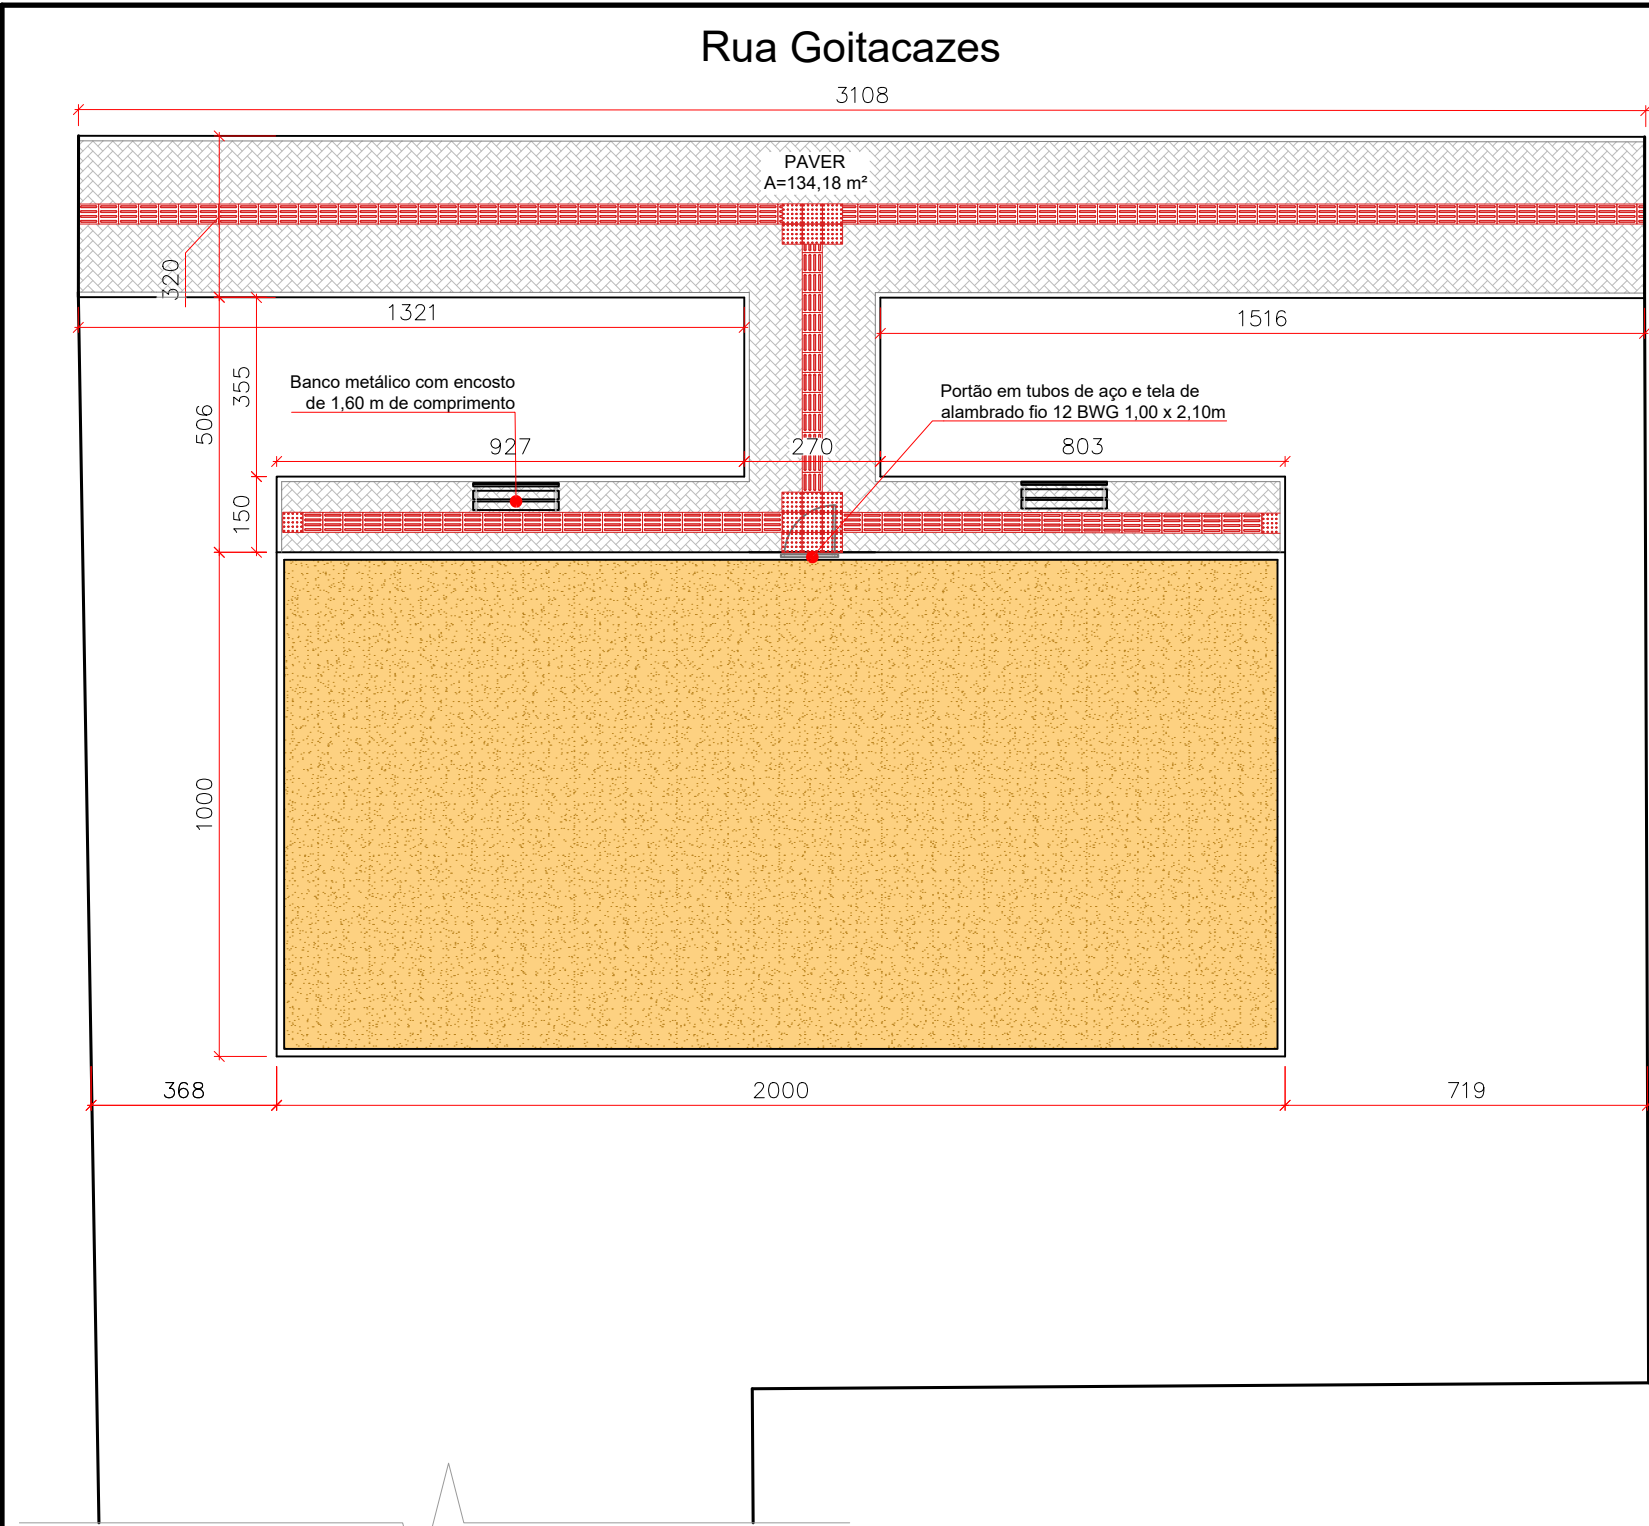 Rua Goitacazes
3108
PAVER
A=134,18 m²
320
1321
1516
355
506
Banco metálico com encosto
de 1,60 m de comprimento
Portão em tubos de aço e tela de
alambrado fio 12 BWG 1,00 x 2,10m
927
270
803
150
1000
368
2000
719